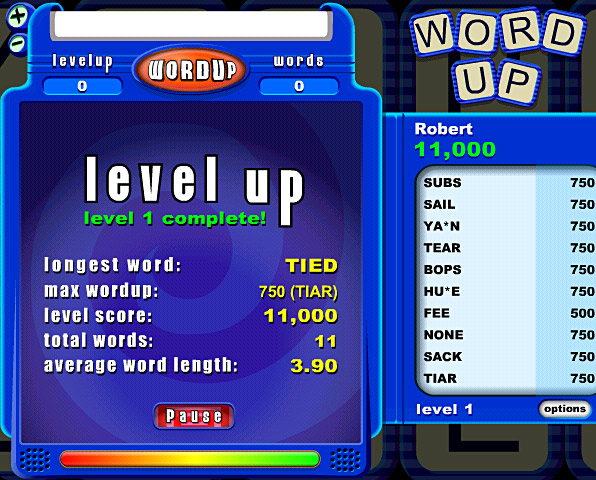 levelup
WORDUP
words
0
0
level up
level 1 complete!
longest word: TIED
max wordup: 750 (TIAR)
level score: 11,000
total words: 11
average word length: 3.90
Pause
WORD
UP
Robert
11,000
SUBS 750
SAIL 750
YA*N 750
TEAR 750
BOPS 750
HU*E 750
FEE 500
NONE 750
SACK 750
TIAR 750
level 1 options